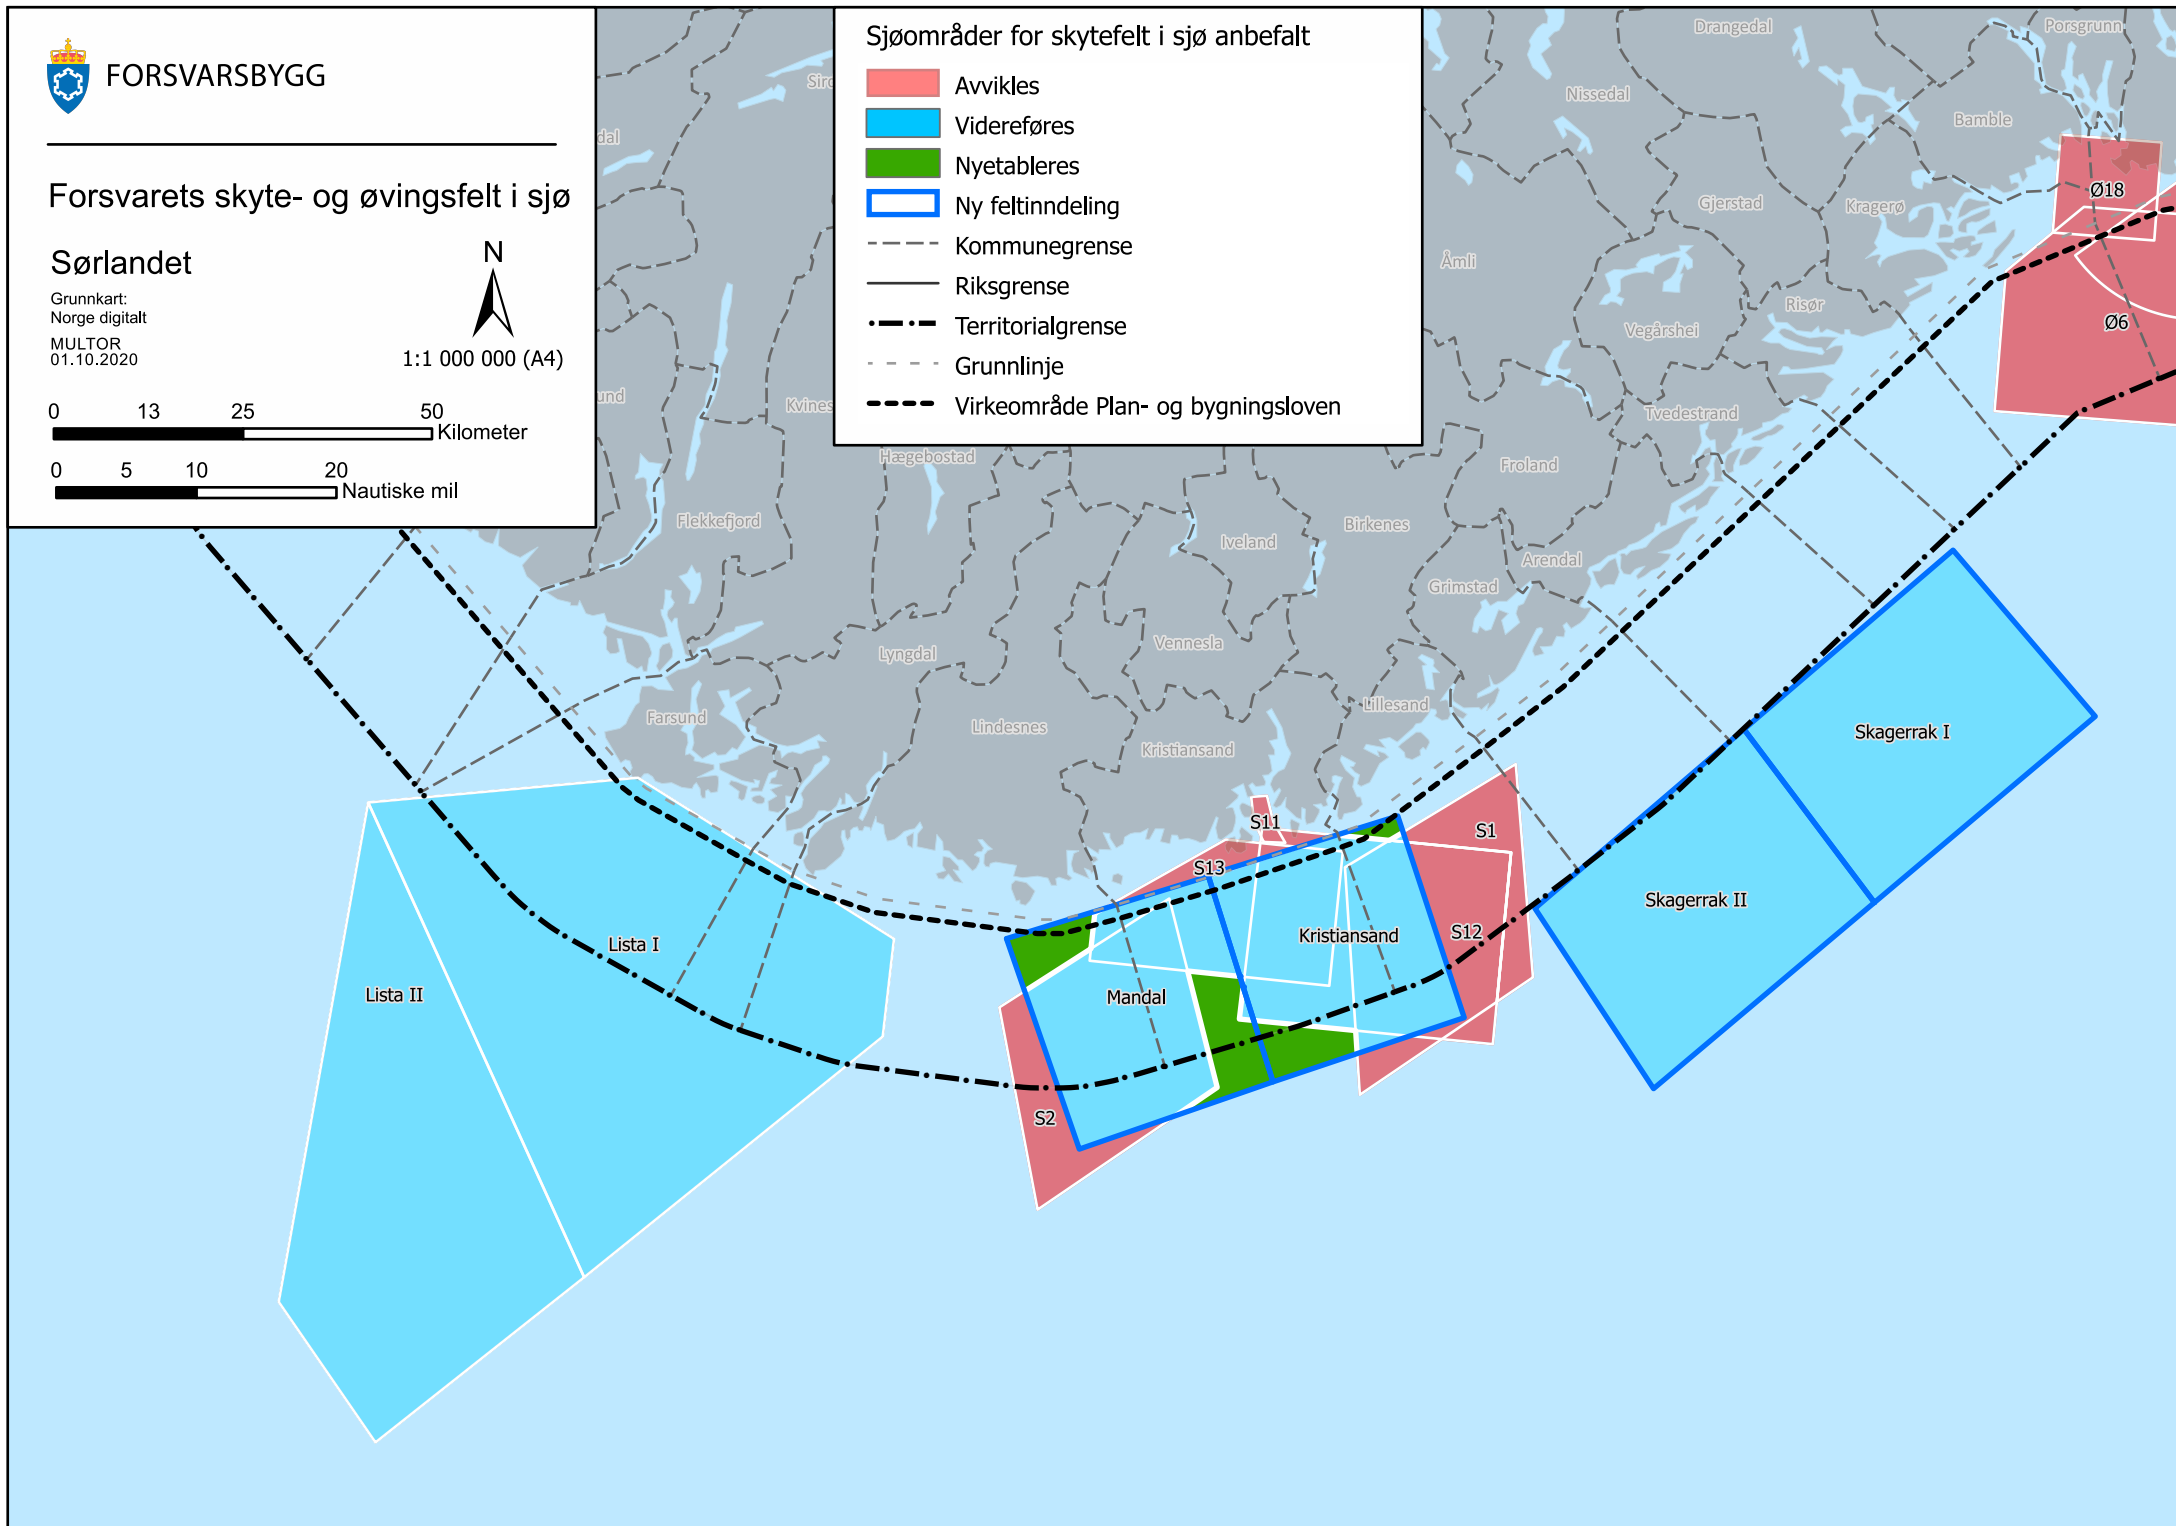 FORSVARSBYGG
Forsvarets skyte- og øvingsfelt i sjø
Sørlandet
N
Grunnkart:
Norge digitalt
MULTOR
01.10.2020
1:1 000 000 (A4)
0 13 25 50
Kilometer
0 5 10 20
Nautiske mil
Sjøområder for skytefelt i sjø anbefalt
Avvikles
Videreføres
Nyetableres
Ny feltinndeling
Kommunegrense
Riksgrense
Territorialgrense
Grunnlinje
Virkeområde Plan- og bygningsloven
Drangedal
Porsgrunn
Nissedal
Bamble
Ø18
Gjerstad
Kragerø
Åmli
Risør
Vegårshei
Ø6
Tvedestrand
Hægebostad
Froland
Flekkefjord
Birkenes
Iveland
Arendal
Grimstad
Vennesla
Lyngdal
Farsund
Lindesnes
Lillesand
Kristiansand
Skagerrak I
S11
S1
S13
Skagerrak II
Kristiansand
S12
Lista I
Lista II
Mandal
S2